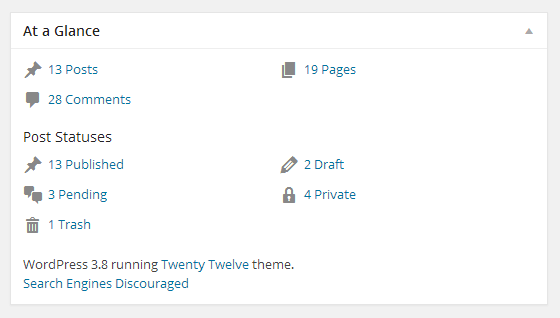 At a Glance
13 Posts
19 Pages
28 Comments
Post Statuses
13 Published
2 Draft
3 Pending
4 Private
1 Trash
WordPress 3.8 running Twenty Twelve theme.
Search Engines Discouraged